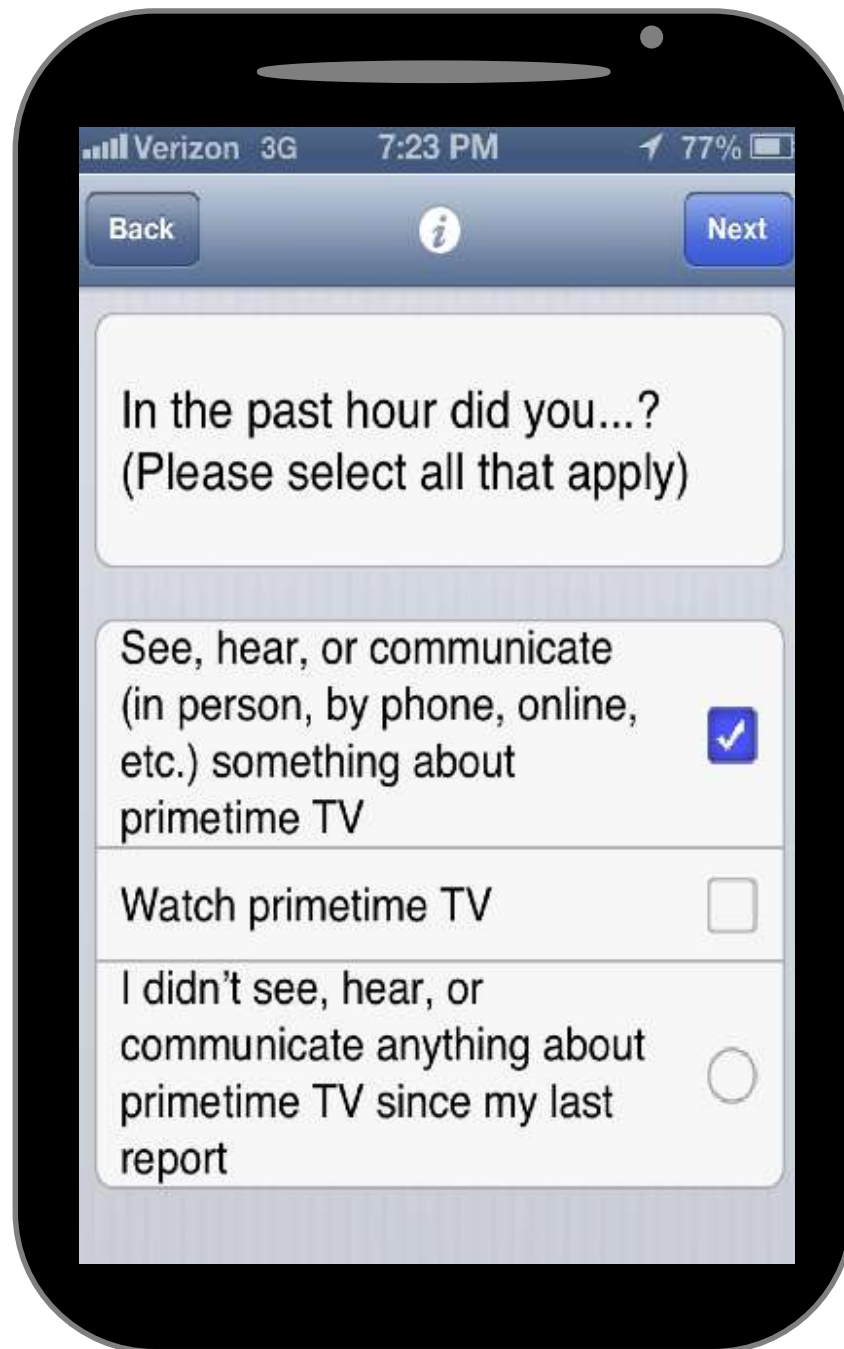 Verizon 3G 7:23 PM 77%
Back i Next
In the past hour did you...?
(Please select all that apply)
See, hear, or communicate
(in person, by phone, online,
etc.) something about
primetime TV
Watch primetime TV
I didn't see, hear, or
communicate anything about
primetime TV since my last
report